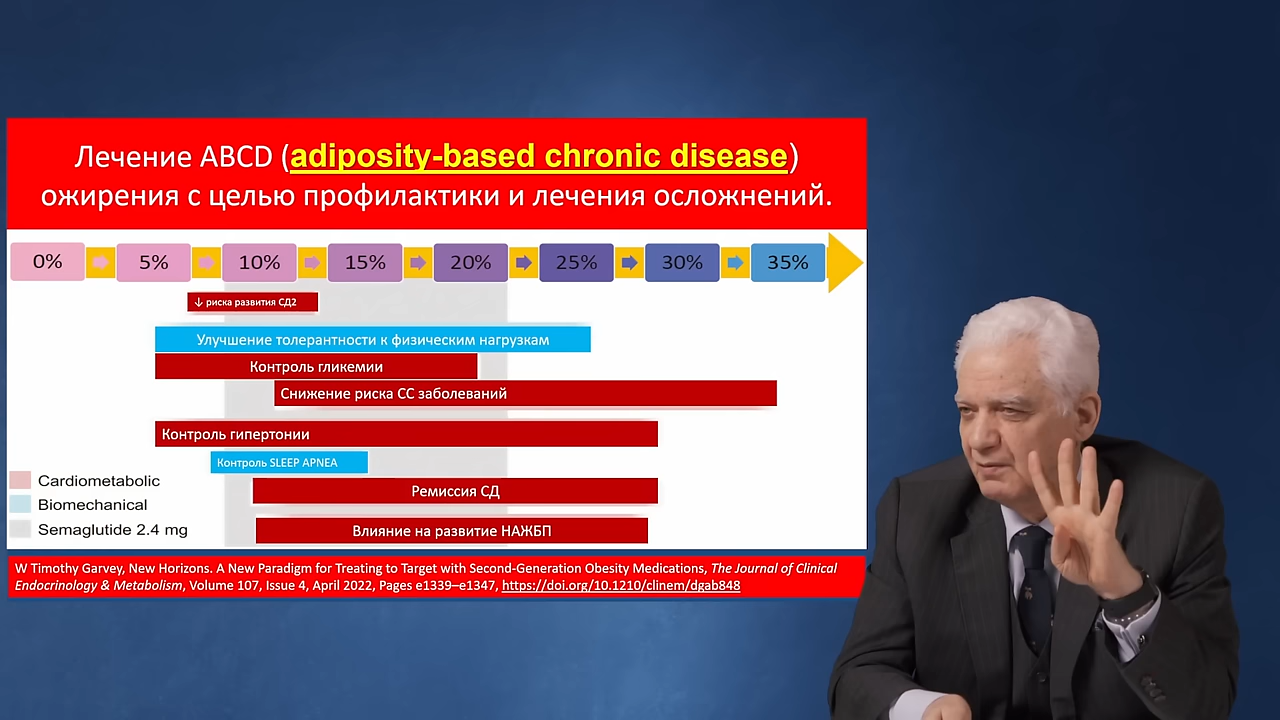 Лечение ABCD (adiposity-based chronic disease)
ожирения с целью профилактики и лечения осложнений.
0% 5% 10% 15% 20% 25% 30% 35%
↓ риска развития СД2
Улучшение толерантности к физическим нагрузкам
Контроль гликемии
Снижение риска СС заболеваний
Контроль гипертонии
Контроль SLEEP APNEA
Ремиссия СД
Влияние на развитие НАЖБП
Cardiometabolic
Biomechanical
Semaglutide 2.4 mg
W Timothy Garvey, New Horizons. A New Paradigm for Treating to Target with Second-Generation Obesity Medications, The Journal of Clinical
Endocrinology & Metabolism, Volume 107, Issue 4, April 2022, Pages e1339–e1347, https://doi.org/10.1210/clinem/dgab848